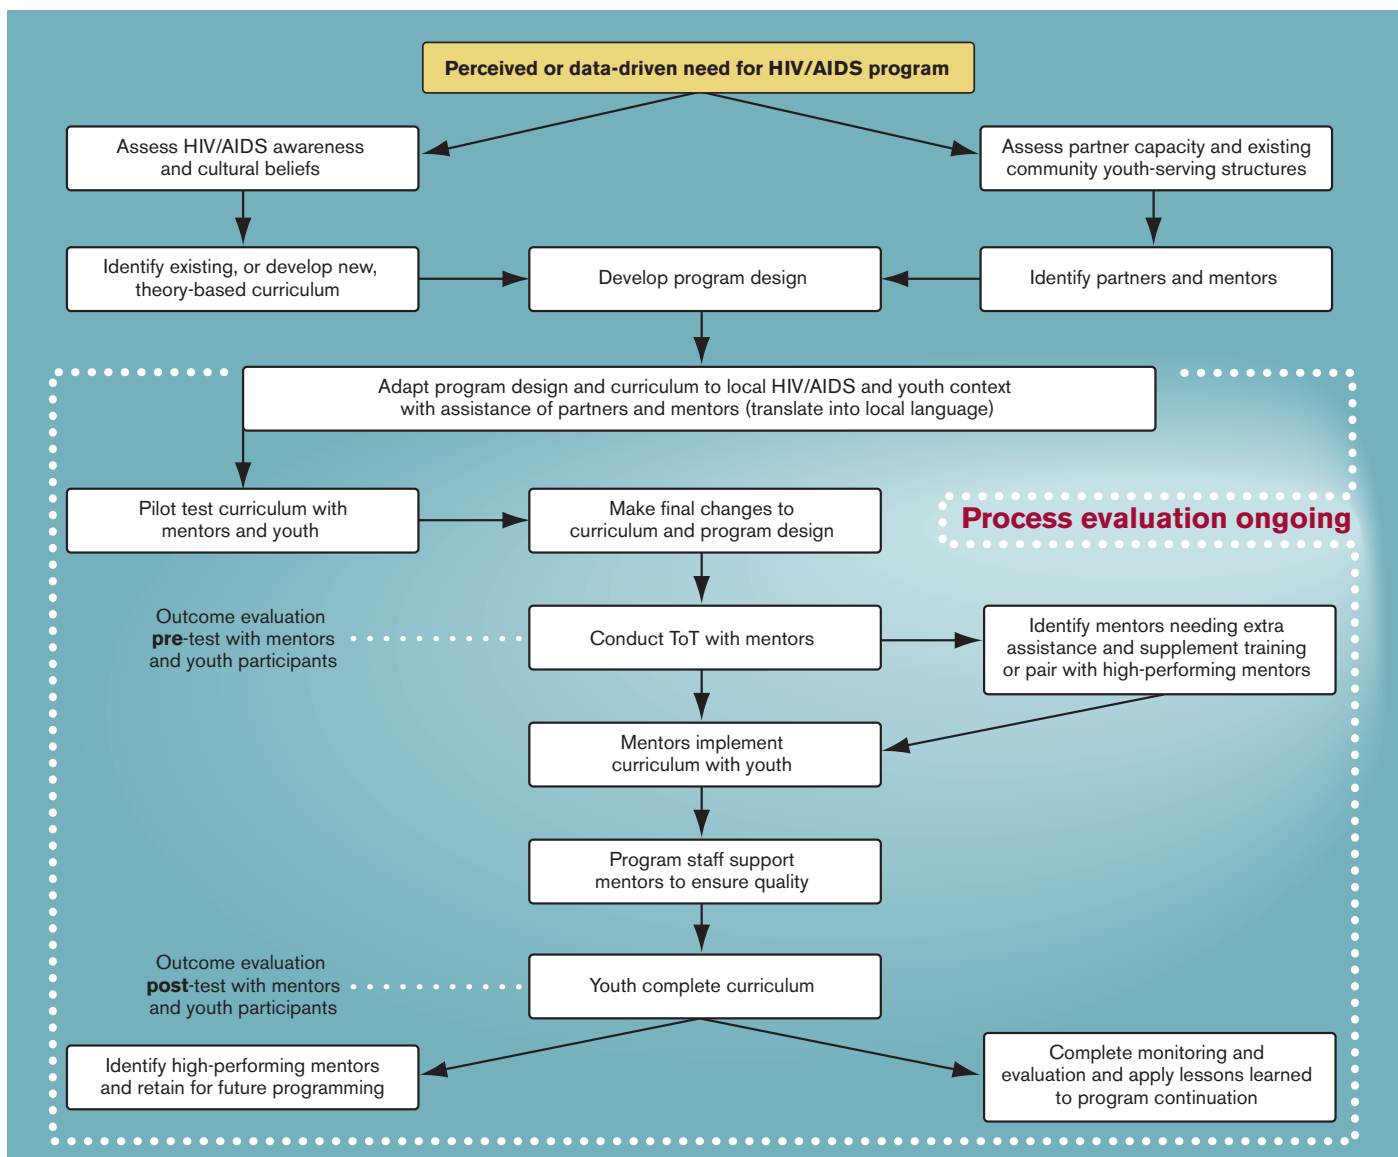 Perceived or data-driven need for HIV/AIDS program
Assess HIV/AIDS awareness
and cultural beliefs
Assess partner capacity and existing
community youth-serving structures
Identify existing, or develop new,
theory-based curriculum
Develop program design
Identify partners and mentors
Adapt program design and curriculum to local HIV/AIDS and youth context
with assistance of partners and mentors (translate into local language)
Pilot test curriculum with
mentors and youth
Make final changes to
curriculum and program design
Process evaluation ongoing
Outcome evaluation
pre-test with mentors
and youth participants
Conduct ToT with mentors
Identify mentors needing extra
assistance and supplement training
or pair with high-performing mentors
Mentors implement
curriculum with youth
Program staff support
mentors to ensure quality
Outcome evaluation
post-test with mentors
and youth participants
Youth complete curriculum
Identify high-performing mentors
and retain for future programming
Complete monitoring and
evaluation and apply lessons learned
to program continuation